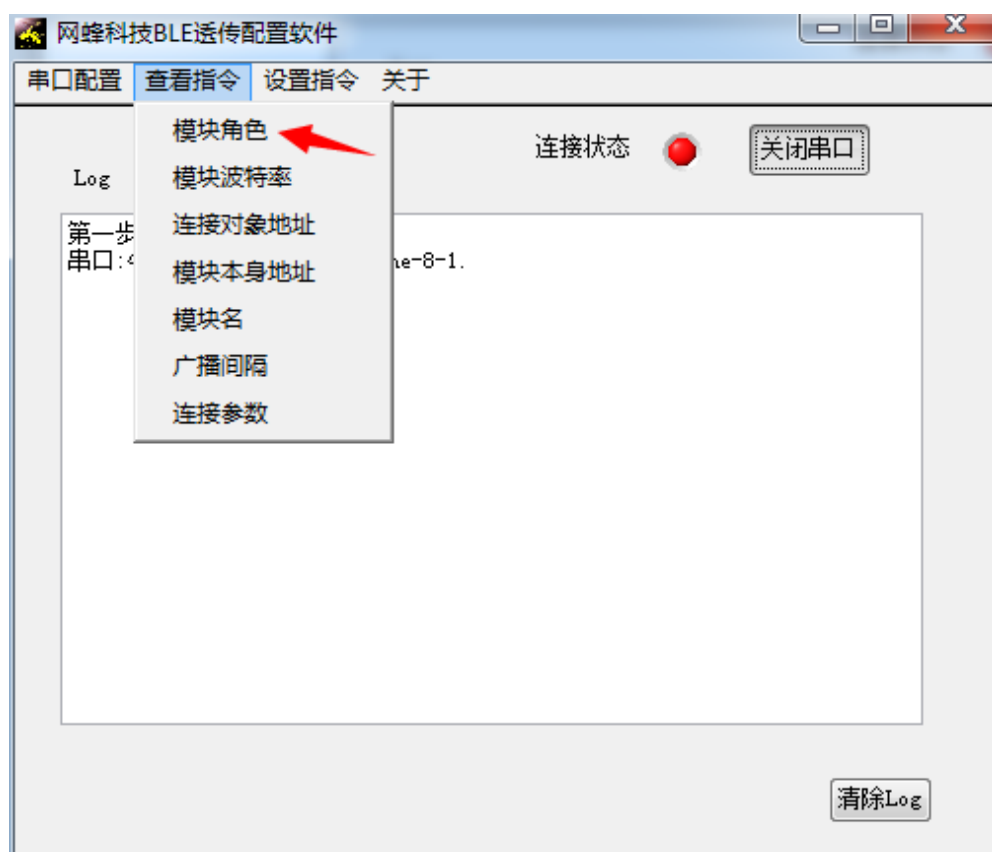 网蜂科技BLE透传配置软件
串口配置 查看指令 设置指令 关于
模块角色
模块波特率
连接对象地址
模块本身地址
模块名
广播间隔
连接参数
连接状态
关闭串口
Log
第一步
串口:
ne-8-1.
清除Log